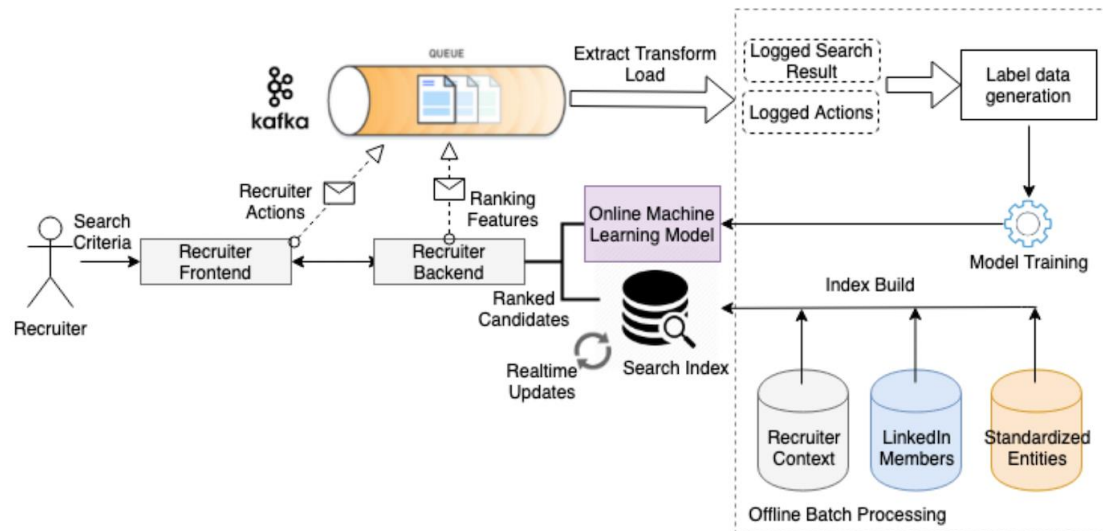 QUEUE
kafka
Extract Transform
Load
Logged Search
Result
Logged Actions
Label data
generation
Recruiter
Actions
Ranking
Features
Search
Criteria
Recruiter
Frontend
Recruiter
Backend
Online Machine
Learning Model
Model Training
Recruiter
Ranked
Candidates
Realtime
Updates
Search Index
Index Build
Recruiter
Context
LinkedIn
Members
Standardized
Entities
Offline Batch Processing